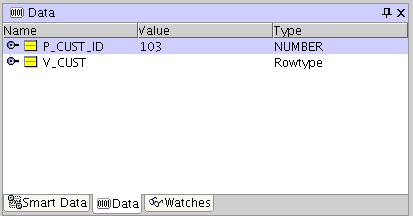 Data
Name Value Type
P_CUST_ID 103 NUMBER
V_CUST Rowtype
Smart Data Data Watches